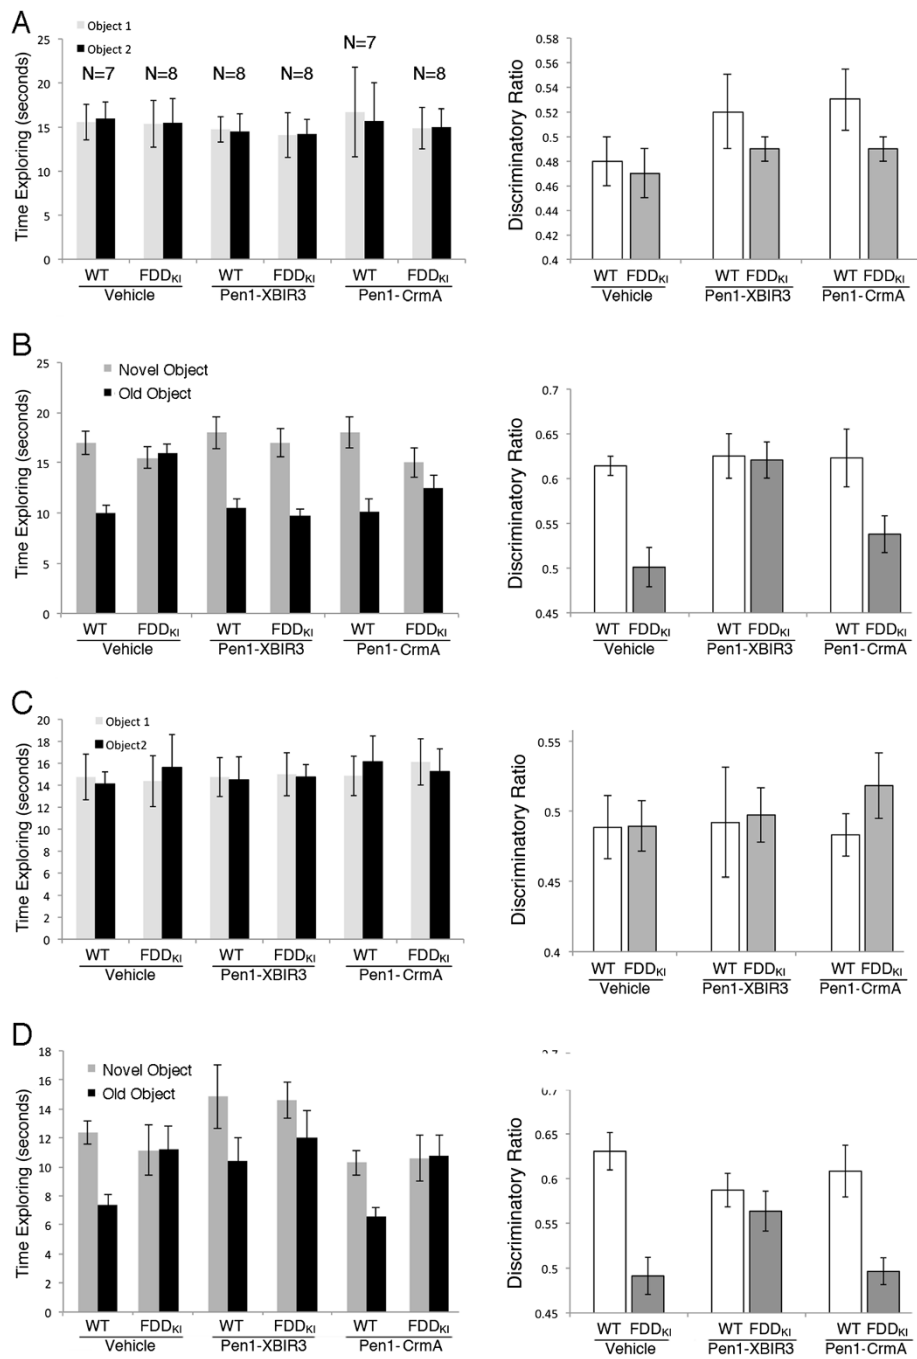 A
Object 1
Object 2
N=7
N=8
N=8
N=8
N=7
N=8
Time Exploring (seconds)
25
20
15
10
5
0
WT FDDKI WT FDDKI WT FDDKI
Vehicle Pen1-XBIR3 Pen1-CrmA
Discriminatory Ratio
0.58
0.56
0.54
0.52
0.5
0.48
0.46
0.44
0.42
0.4
WT FDDKI WT FDDKI WT FDDKI
Vehicle Pen1-XBIR3 Pen1-CrmA
B
Novel Object
Old Object
Time Exploring (seconds)
25
20
15
10
5
0
WT FDDKI WT FDDKI WT FDDKI
Vehicle Pen1-XBIR3 Pen1-CrmA
Discriminatory Ratio
0.7
0.65
0.6
0.55
0.5
0.45
WT FDDKI WT FDDKI WT FDDKI
Vehicle Pen1-XBIR3 Pen1-CrmA
C
Object 1
Object2
Time Exploring (seconds)
20
18
16
14
12
10
8
6
4
2
0
WT FDDKI WT FDDKI WT FDDKI
Vehicle Pen1-XBIR3 Pen1-CrmA
Discriminatory Ratio
0.55
0.5
0.45
0.4
WT FDDKI WT FDDKI WT FDDKI
Vehicle Pen1-XBIR3 Pen1-CrmA
D
Novel Object
Old Object
Time Exploring (seconds)
18
16
14
12
10
8
6
4
2
0
WT FDDKI WT FDDKI WT FDDKI
Vehicle Pen1-XBIR3 Pen1-CrmA
Discriminatory Ratio
0.65
0.6
0.55
0.5
0.45
WT FDDKI WT FDDKI WT FDDKI
Vehicle Pen1-XBIR3 Pen1-CrmA